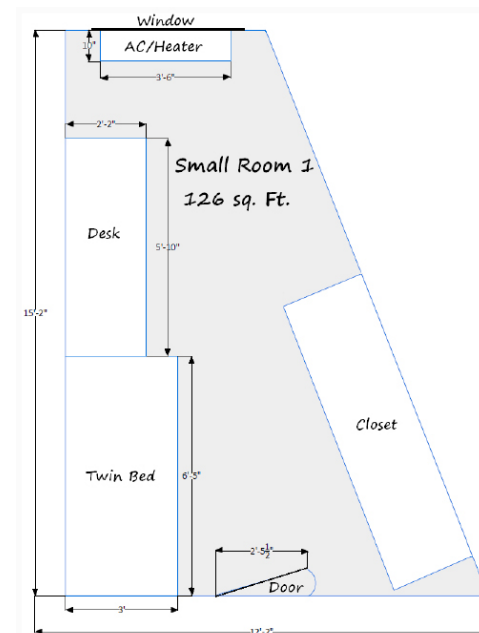 Window
10"
AC/Heater
3'-6"
2'-2"
Small Room 1
126 sq. Ft.
Desk
5'-10"
15'-2"
Closet
Twin Bed
6'-5"
2'-5½"
Door
3'